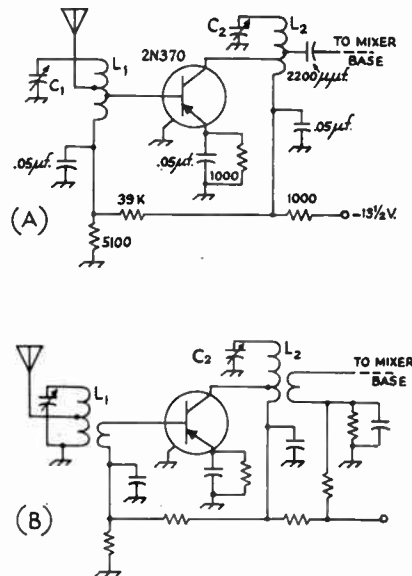 C2
L2
2N370
TO MIXER
BASE
L1
C1
2200µµf.
.05µf.
.05µf.
.05µf.
1000
(A)
39K
1000
-13½V.
5100
C2
L2
TO MIXER
BASE
L1
(B)